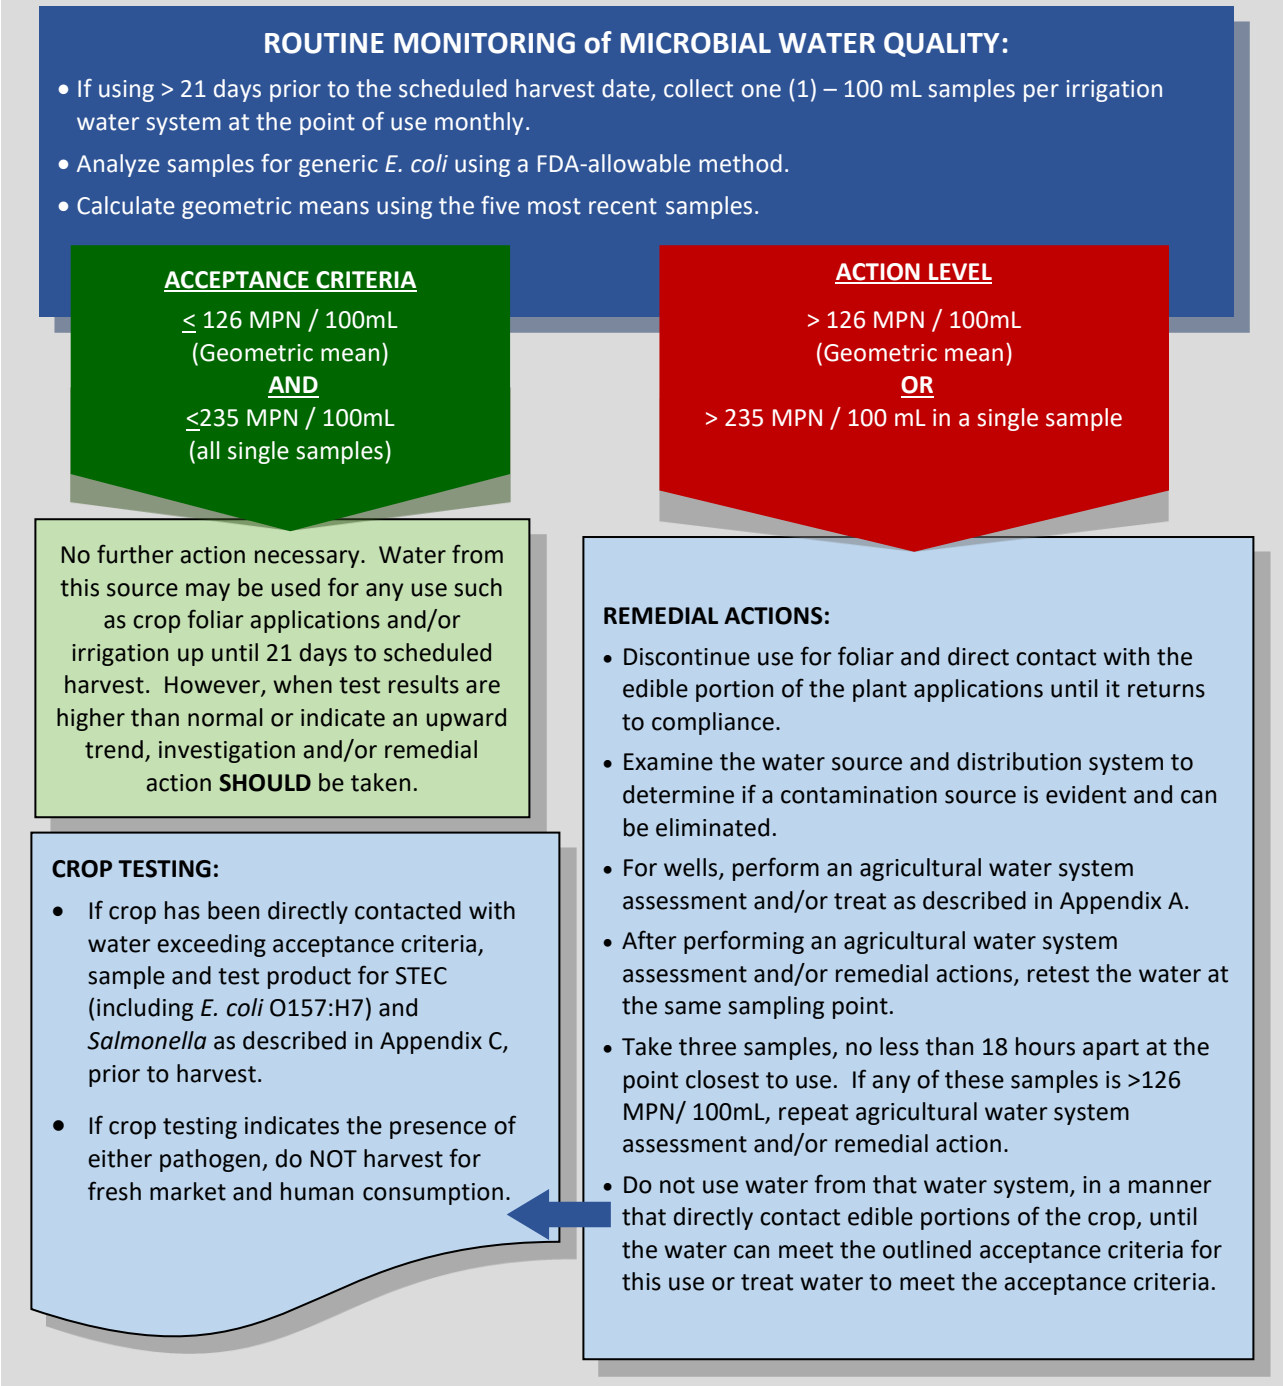 ROUTINE MONITORING of MICROBIAL WATER QUALITY:
• If using > 21 days prior to the scheduled harvest date, collect one (1) – 100 mL samples per irrigation
water system at the point of use monthly.
• Analyze samples for generic E. coli using a FDA-allowable method.
• Calculate geometric means using the five most recent samples.
ACCEPTANCE CRITERIA
< 126 MPN / 100mL
(Geometric mean)
AND
<235 MPN / 100mL
(all single samples)
ACTION LEVEL
> 126 MPN / 100mL
(Geometric mean)
OR
> 235 MPN / 100 mL in a single sample
No further action necessary. Water from
this source may be used for any use such
as crop foliar applications and/or
irrigation up until 21 days to scheduled
harvest. However, when test results are
higher than normal or indicate an upward
trend, investigation and/or remedial
action SHOULD be taken.
CROP TESTING:
• If crop has been directly contacted with
water exceeding acceptance criteria,
sample and test product for STEC
(including E. coli O157:H7) and
Salmonella as described in Appendix C,
prior to harvest.
• If crop testing indicates the presence of
either pathogen, do NOT harvest for
fresh market and human consumption.
REMEDIAL ACTIONS:
• Discontinue use for foliar and direct contact with the
edible portion of the plant applications until it returns
to compliance.
• Examine the water source and distribution system to
determine if a contamination source is evident and can
be eliminated.
• For wells, perform an agricultural water system
assessment and/or treat as described in Appendix A.
• After performing an agricultural water system
assessment and/or remedial actions, retest the water at
the same sampling point.
• Take three samples, no less than 18 hours apart at the
point closest to use. If any of these samples is >126
MPN/ 100mL, repeat agricultural water system
assessment and/or remedial action.
• Do not use water from that water system, in a manner
that directly contact edible portions of the crop, until
the water can meet the outlined acceptance criteria for
this use or treat water to meet the acceptance criteria.